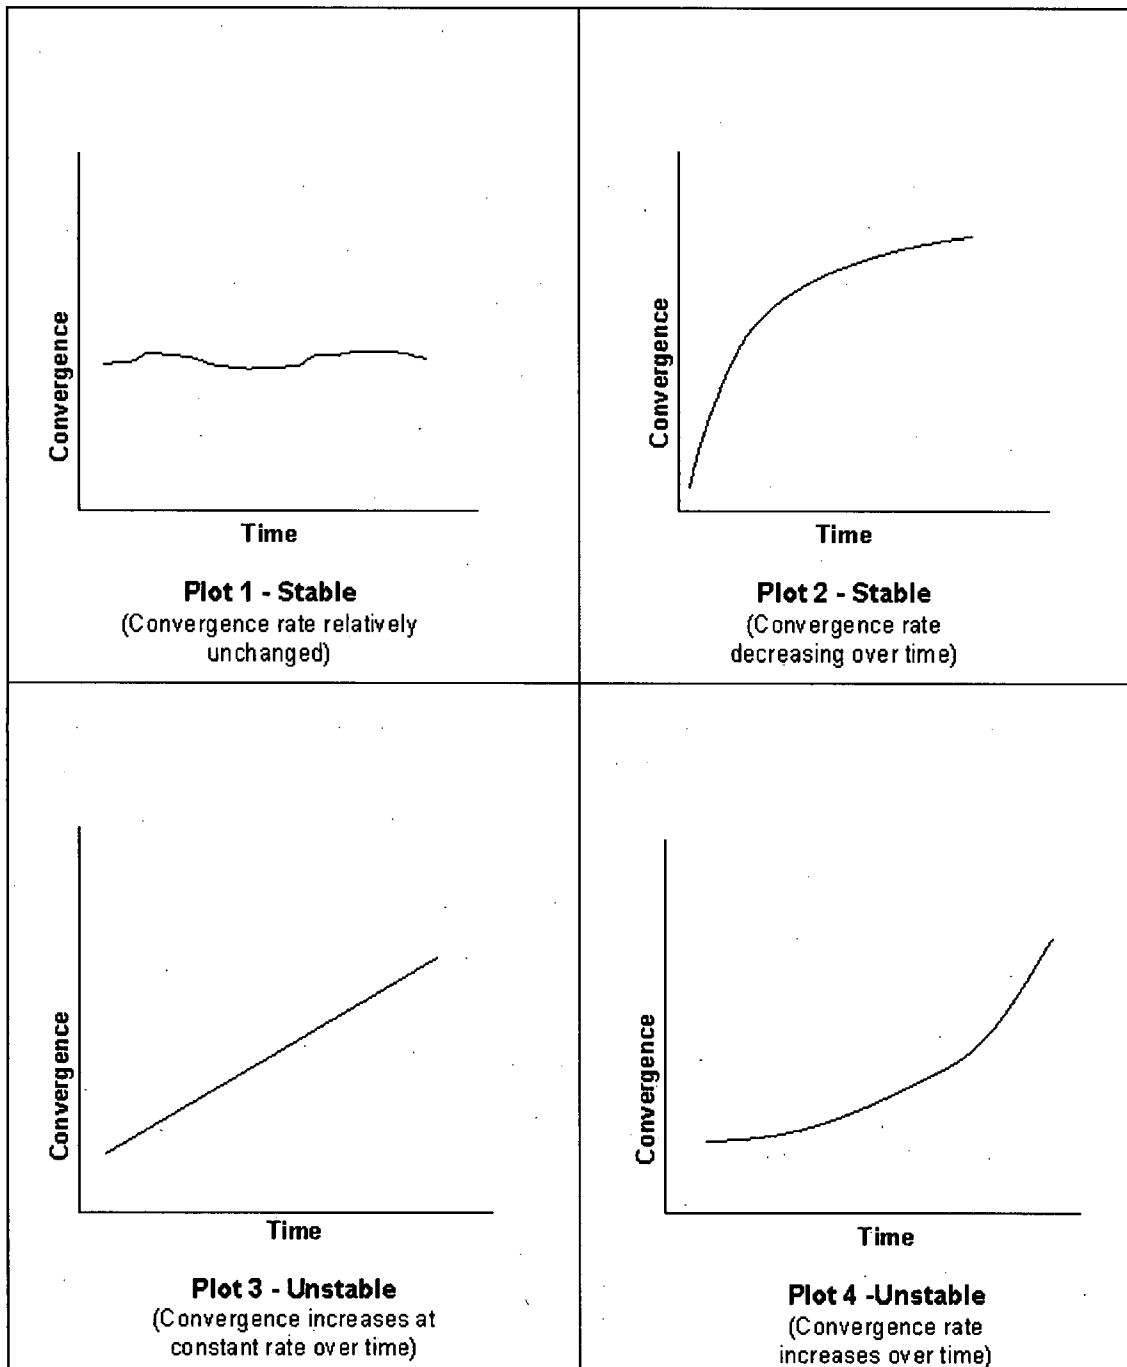 Convergence
Time
Plot 1 - Stable
(Convergence rate relatively
unchanged)
Convergence
Time
Plot 2 - Stable
(Convergence rate
decreasing over time)
Convergence
Time
Plot 3 - Unstable
(Convergence increases at
constant rate over time)
Convergence
Time
Plot 4 -Unstable
(Convergence rate
increases over time)